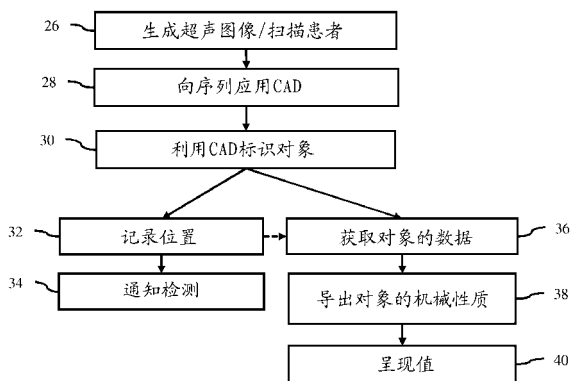 26
生成超声图像/扫描患者
28
向序列应用CAD
30
利用CAD标识对象
32
记录位置
获取对象的数据
36
34
通知检测
导出对象的机械性质
38
呈现值
40